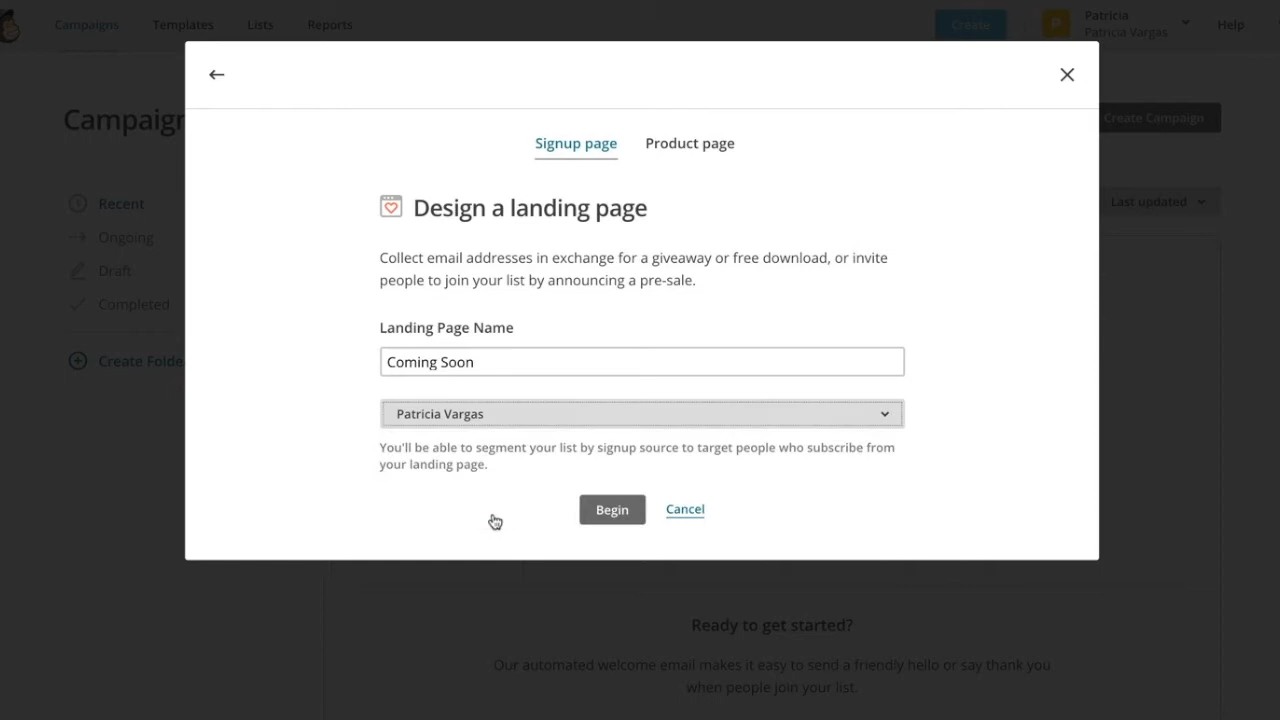 Campaigns Templates Lists Reports Create P Patricia Help
Patricia Vargas
Campaign
Create Campaign
Signup page Product page
Recent
Last updated
Design a landing page
Ongoing
Collect email addresses in exchange for a giveaway or free download, or invite
Draft
people to join your list by announcing a pre-sale.
Completed
Landing Page Name
Create Folde
Coming Soon
Patricia Vargas
You'll be able to segment your list by signup source to target people who subscribe from
your landing page.
Begin Cancel
Ready to get started?
Our automated welcome email makes it easy to send a friendly hello or say thank you
when people join your list.